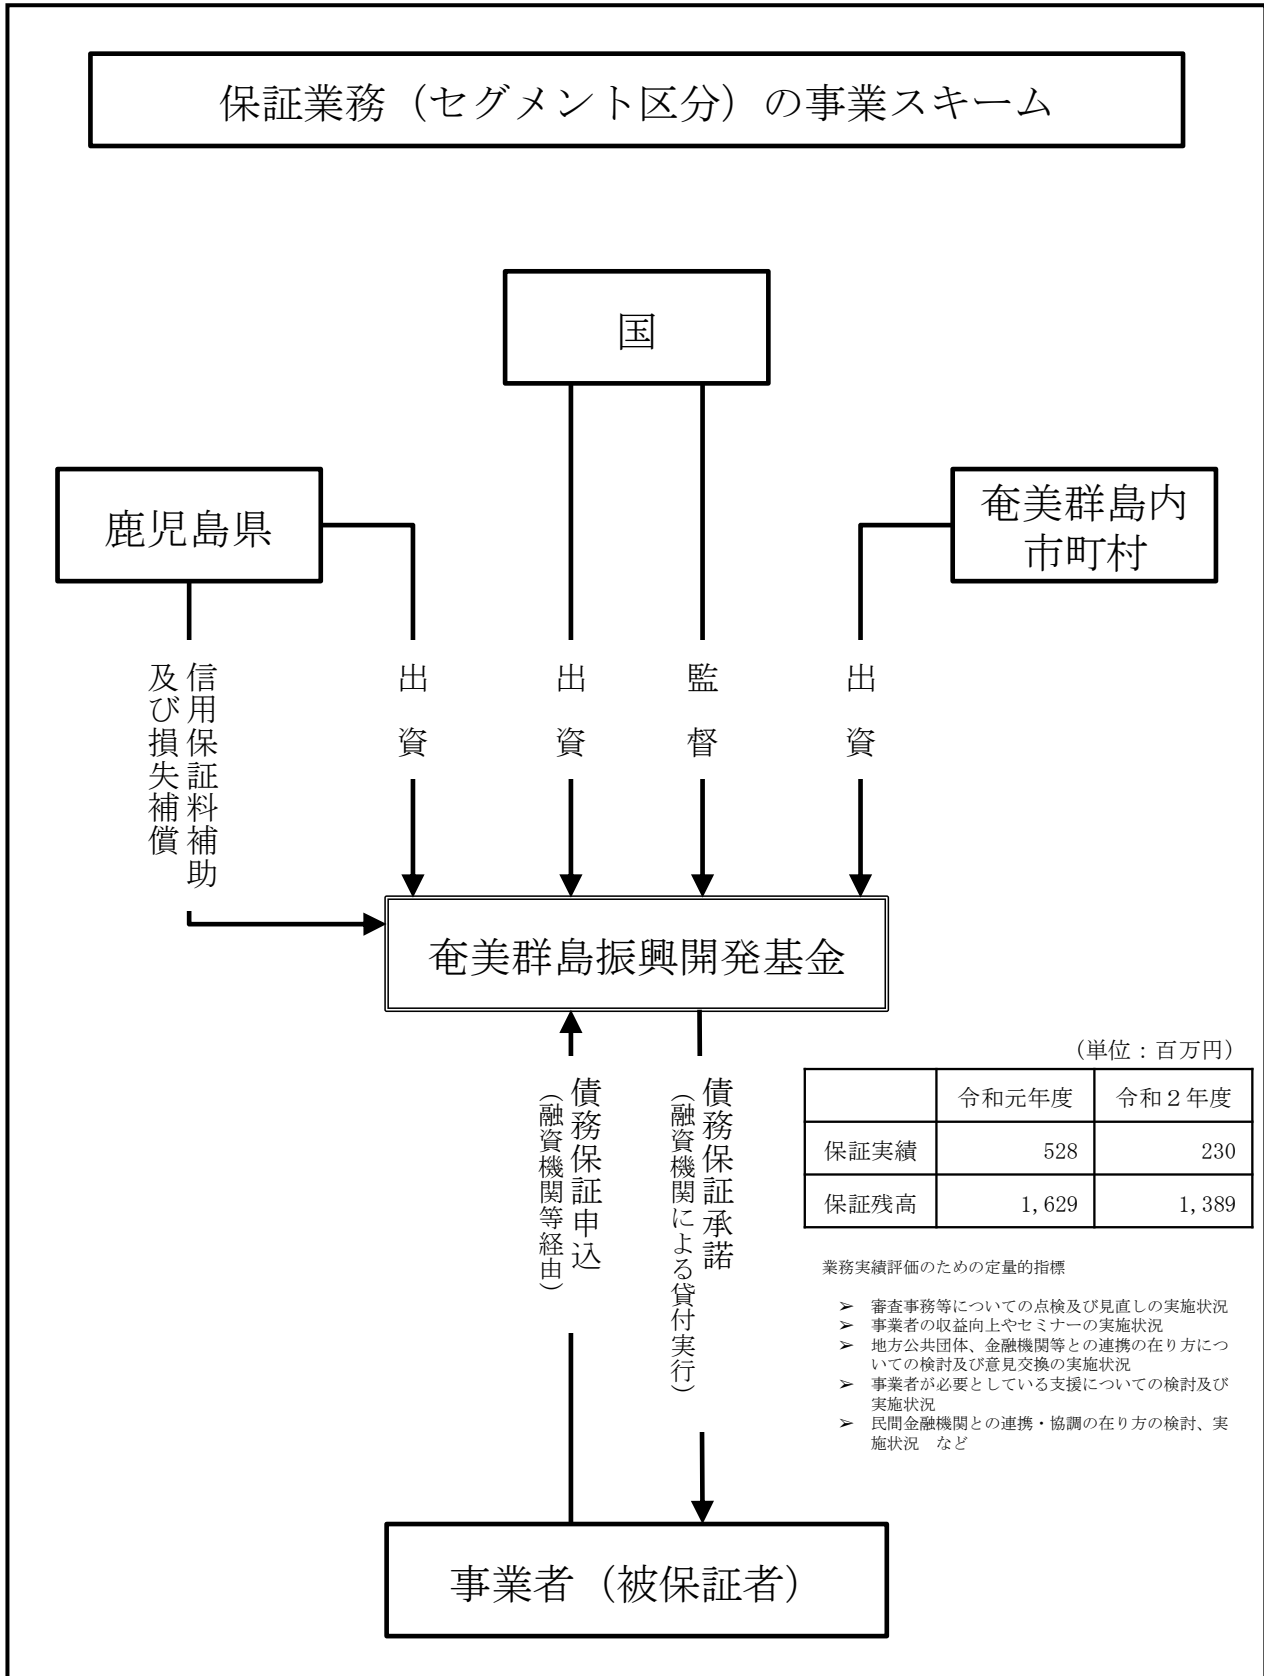 保証業務（セグメント区分）の事業スキーム
国
鹿児島県
奄美群島内
市町村
信用保証料補助
及び損失補償
出資
出資
監督
出資
奄美群島振興開発基金
債務保証申込
（融資機関等経由）
債務保証承諾
（融資機関による貸付実行）
（単位：百万円）
令和元年度 令和２年度
保証実績 528 230
保証残高 1,629 1,389
業務実績評価のための定量的指標
➢ 審査事務等についての点検及び見直しの実施状況
➢ 事業者の収益向上やセミナーの実施状況
➢ 地方公共団体、金融機関等との連携の在り方につ
いての検討及び意見交換の実施状況
➢ 事業者が必要としている支援についての検討及び
実施状況
➢ 民間金融機関との連携・協調の在り方の検討、実
施状況　など
事業者（被保証者）